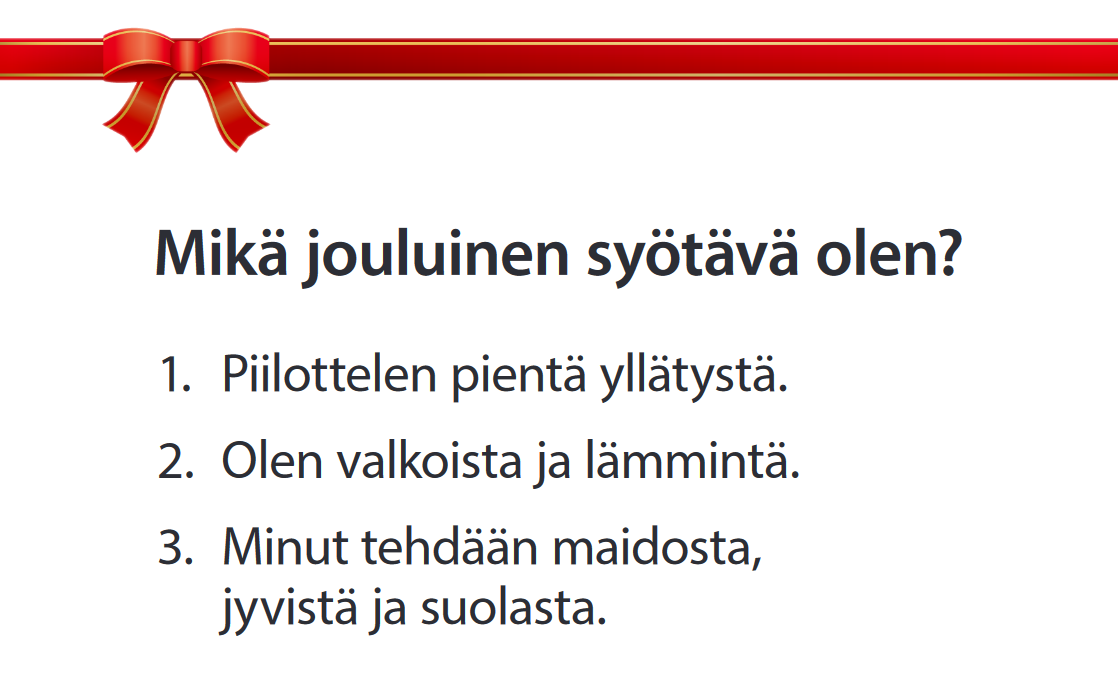 Mikä jouluinen syötävä olen?
1. Piilottelen pientä yllätystä.
2. Olen valkoista ja lämmintä.
3. Minut tehdään maidosta,
jyvistä ja suolasta.